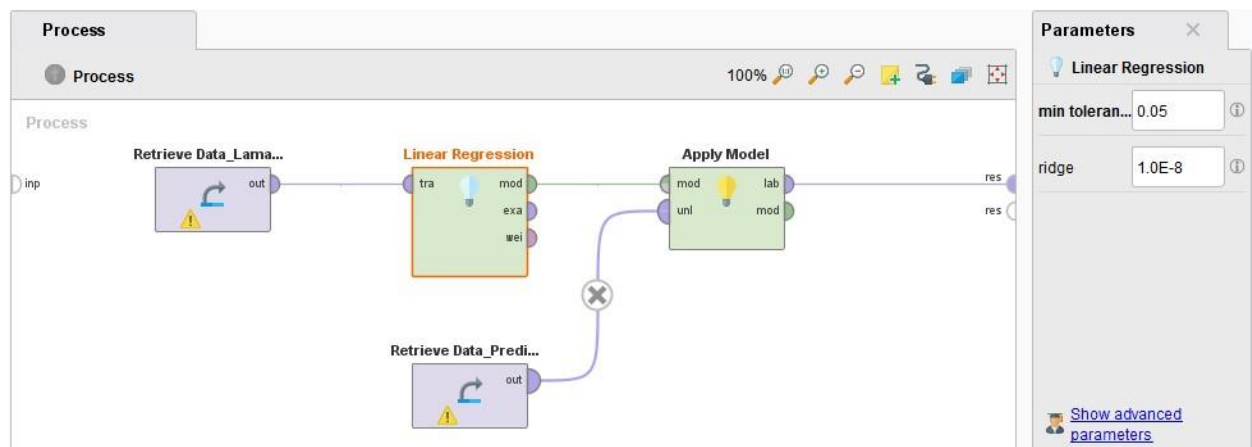 Process
Process
100%
Process
inp
Retrieve Data_Lama...
out
Linear Regression
tra
mod
exa
wei
Apply Model
mod
lab
unl
mod
res
res
Retrieve Data_Predi...
out
Parameters
Linear Regression
min toleran... 0.05
ridge 1.0E-8
Show advanced
parameters